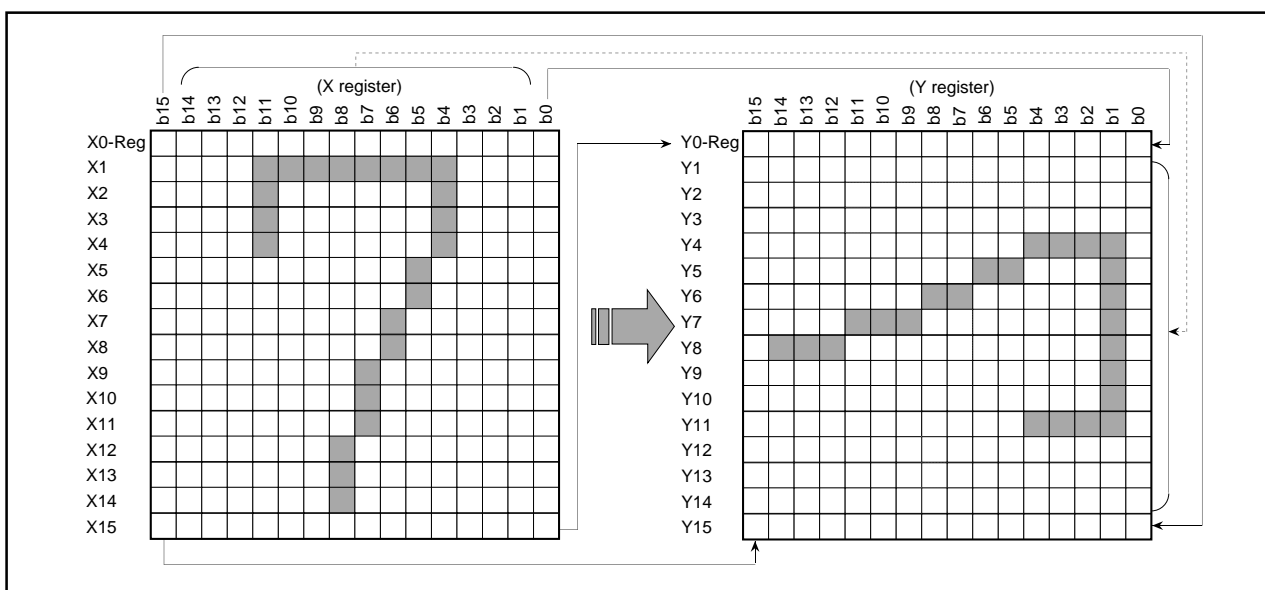 (X register)
(Y register)
b15 b14 b13 b12 b11 b10 b9 b8 b7 b6 b5 b4 b3 b2 b1 b0
b15 b14 b13 b12 b11 b10 b9 b8 b7 b6 b5 b4 b3 b2 b1 b0
X0-Reg
X1
X2
X3
X4
X5
X6
X7
X8
X9
X10
X11
X12
X13
X14
X15
Y0-Reg
Y1
Y2
Y3
Y4
Y5
Y6
Y7
Y8
Y9
Y10
Y11
Y12
Y13
Y14
Y15